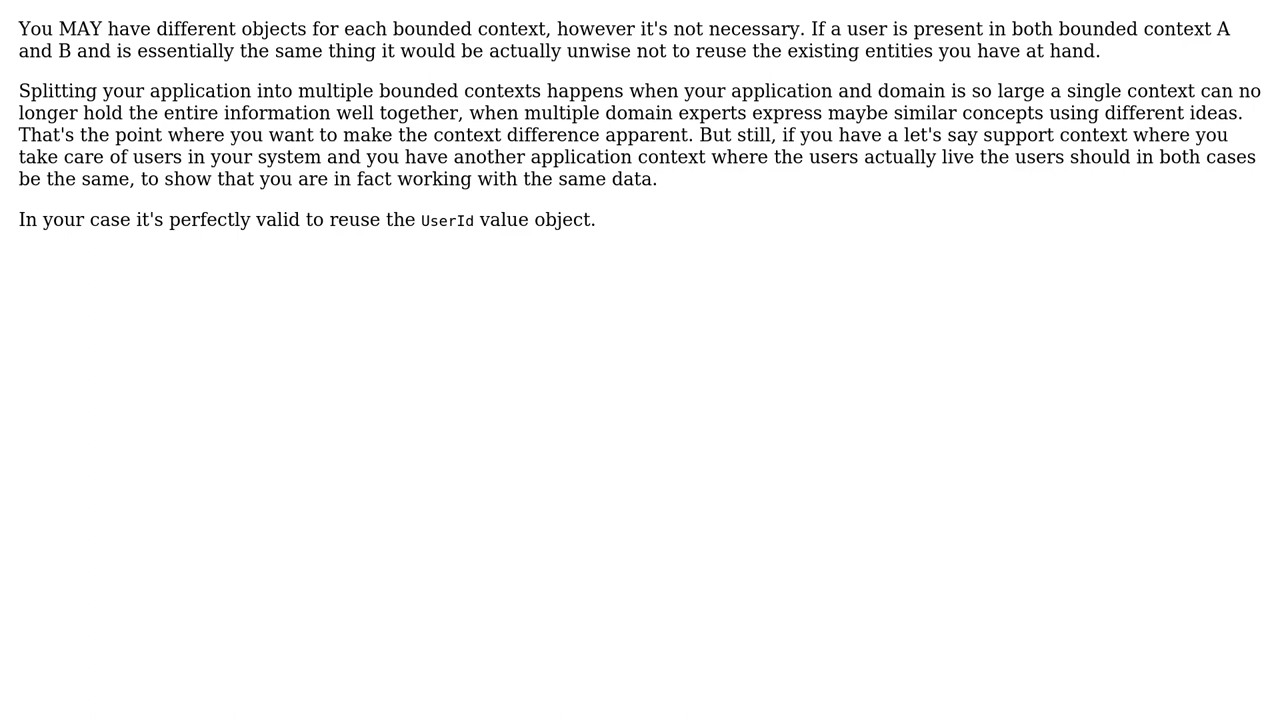 You MAY have different objects for each bounded context, however it's not necessary. If a user is present in both bounded context A
and B and is essentially the same thing it would be actually unwise not to reuse the existing entities you have at hand.
Splitting your application into multiple bounded contexts happens when your application and domain is so large a single context can no
longer hold the entire information well together, when multiple domain experts express maybe similar concepts using different ideas.
That's the point where you want to make the context difference apparent. But still, if you have a let's say support context where you
take care of users in your system and you have another application context where the users actually live the users should in both cases
be the same, to show that you are in fact working with the same data.
In your case it's perfectly valid to reuse the UserId value object.